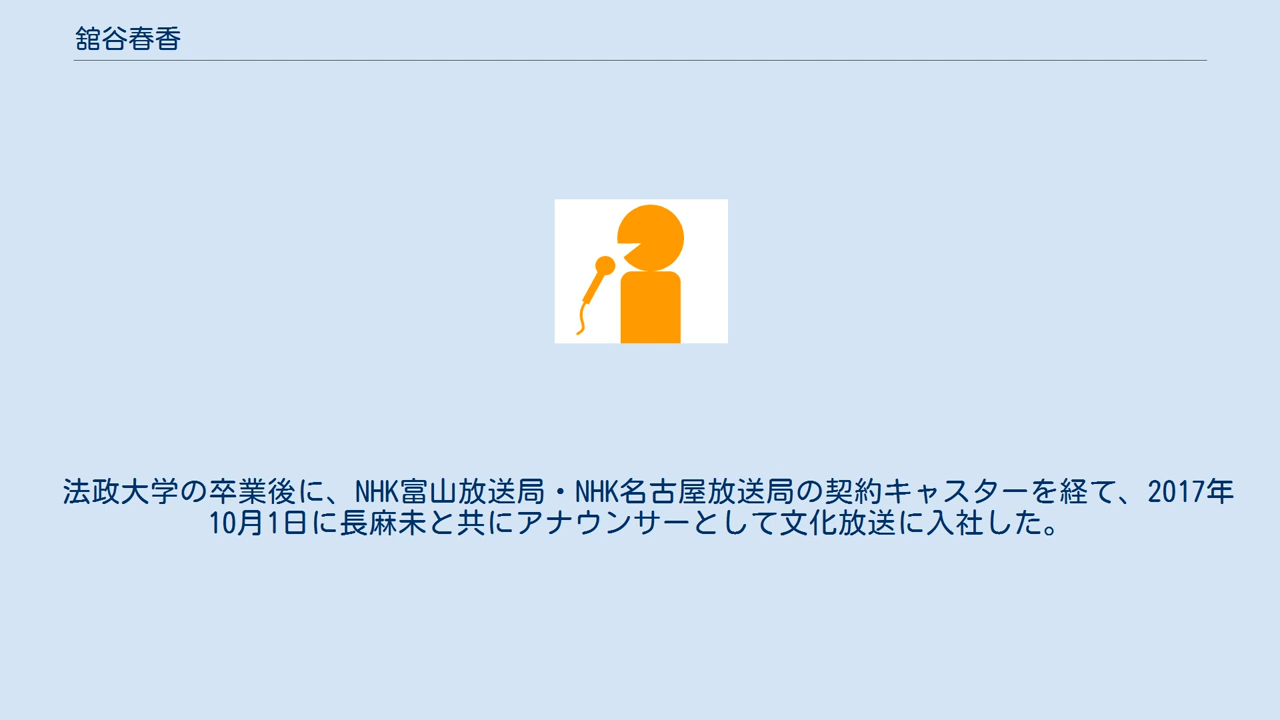 舘谷春香
法政大学の卒業後に、NHK富山放送局・NHK名古屋放送局の契約キャスターを経て、2017年
10月1日に長麻未と共にアナウンサーとして文化放送に入社した。